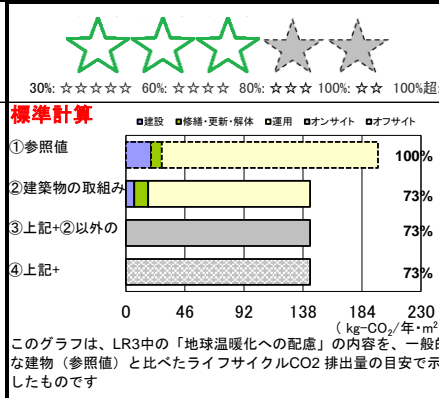 30%: ☆☆☆☆☆ 60%: ☆☆☆☆ 80%: ☆☆☆ 100%: ☆☆ 100%超:
標準計算
■建設 ■修繕・更新・解体 □運用 ■オンサイト □オフサイト
①参照値 100%
②建築物の取組み 73%
③上記+②以外の 73%
④上記+ 73%
0 46 92 138 184 230
( kg-CO₂/年・m²
このグラフは、LR3中の「地球温暖化への配慮」の内容を、一般的
な建物（参照値）と比べたライフサイクルCO2 排出量の目安で示
したものです